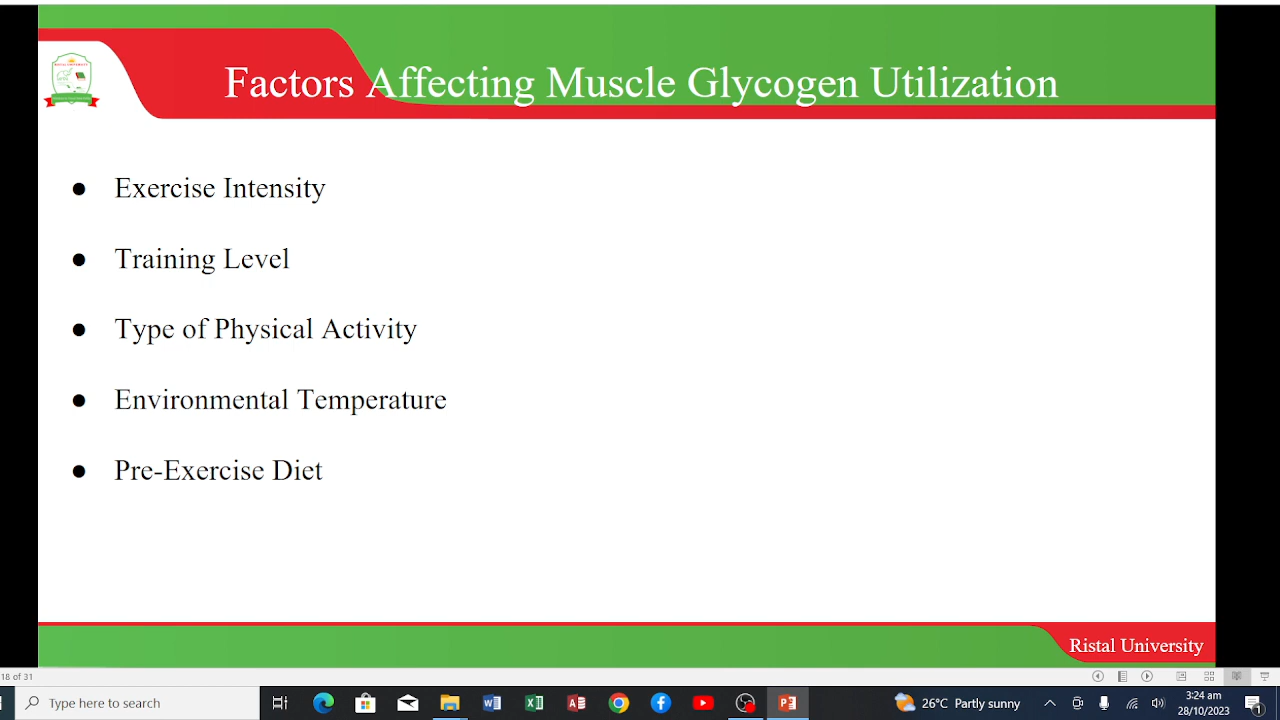 Factors Affecting Muscle Glycogen Utilization
● Exercise Intensity
● Training Level
● Type of Physical Activity
● Environmental Temperature
● Pre-Exercise Diet
Ristal University
18 of 31
Type here to search
26°C Partly sunny
3:24 am
28/10/2023
1